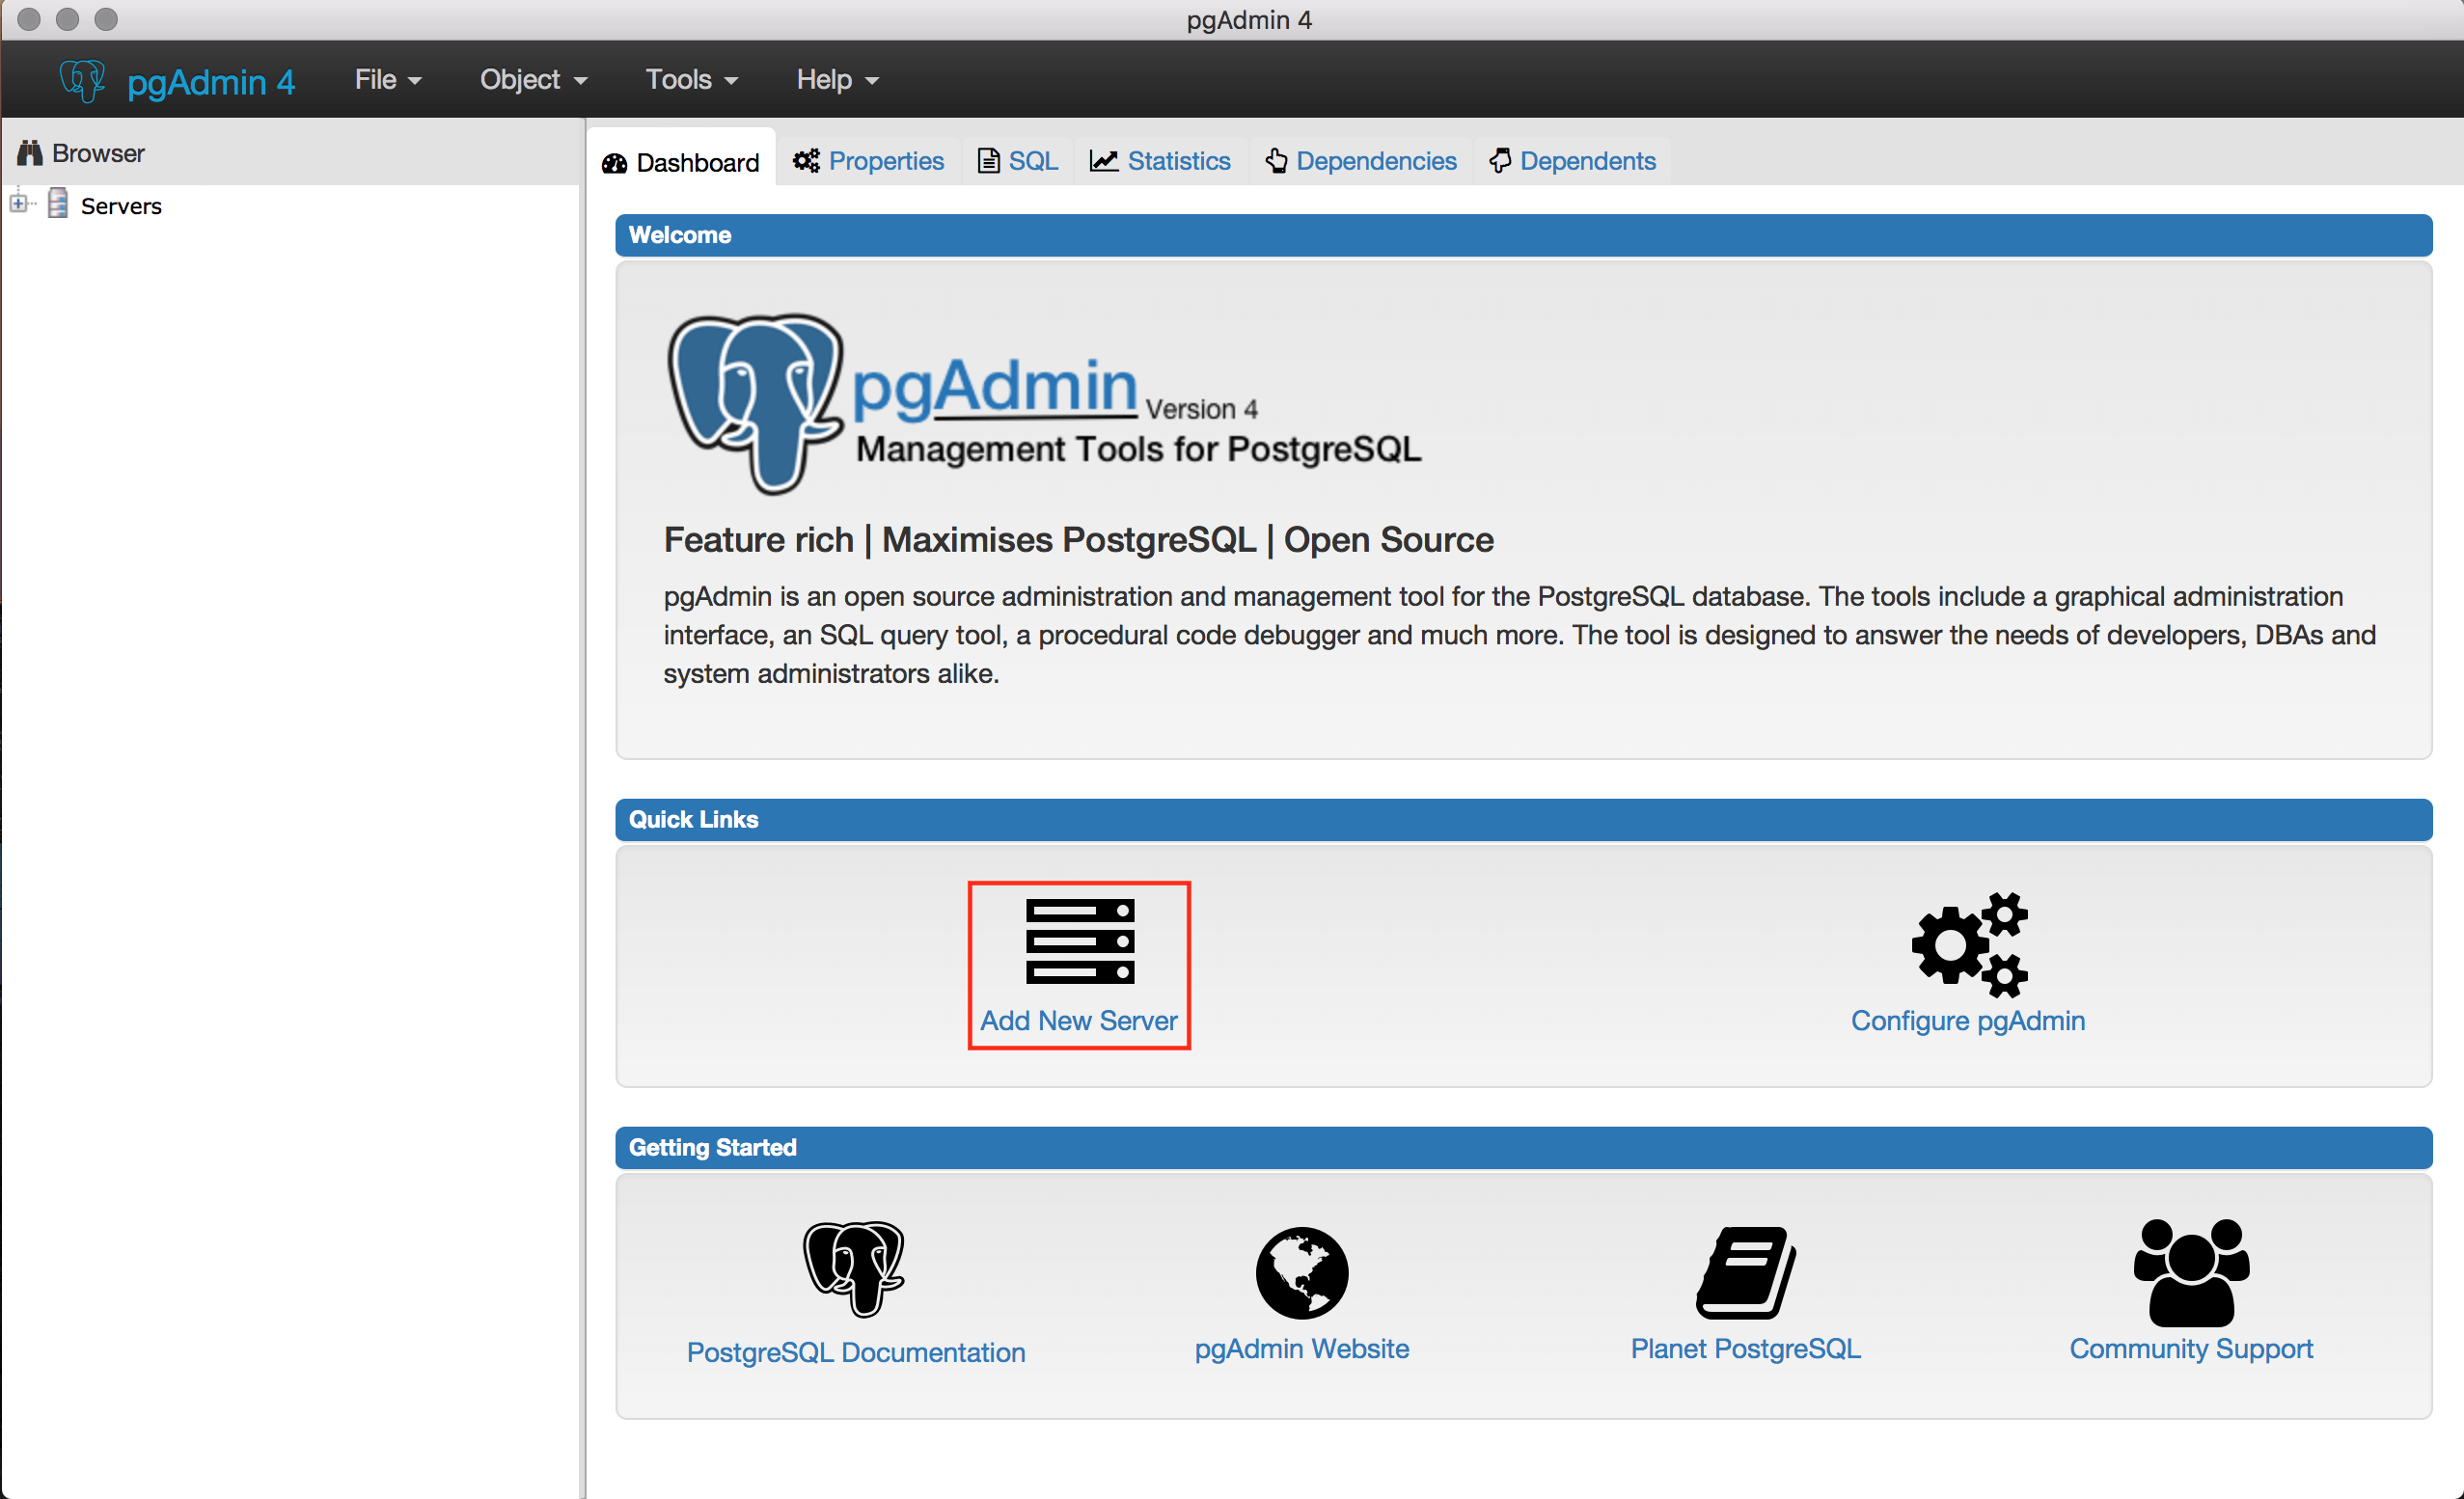 pgAdmin 4
pgAdmin 4 File Object Tools Help
Browser
Servers
Dashboard Properties SQL Statistics Dependencies Dependents
Welcome
pgAdmin Version 4
Management Tools for PostgreSQL
Feature rich | Maximises PostgreSQL | Open Source
pgAdmin is an open source administration and management tool for the PostgreSQL database. The tools include a graphical administration
interface, an SQL query tool, a procedural code debugger and much more. The tool is designed to answer the needs of developers, DBAs and
system administrators alike.
Quick Links
Add New Server Configure pgAdmin
Getting Started
PostgreSQL Documentation pgAdmin Website Planet PostgreSQL Community Support